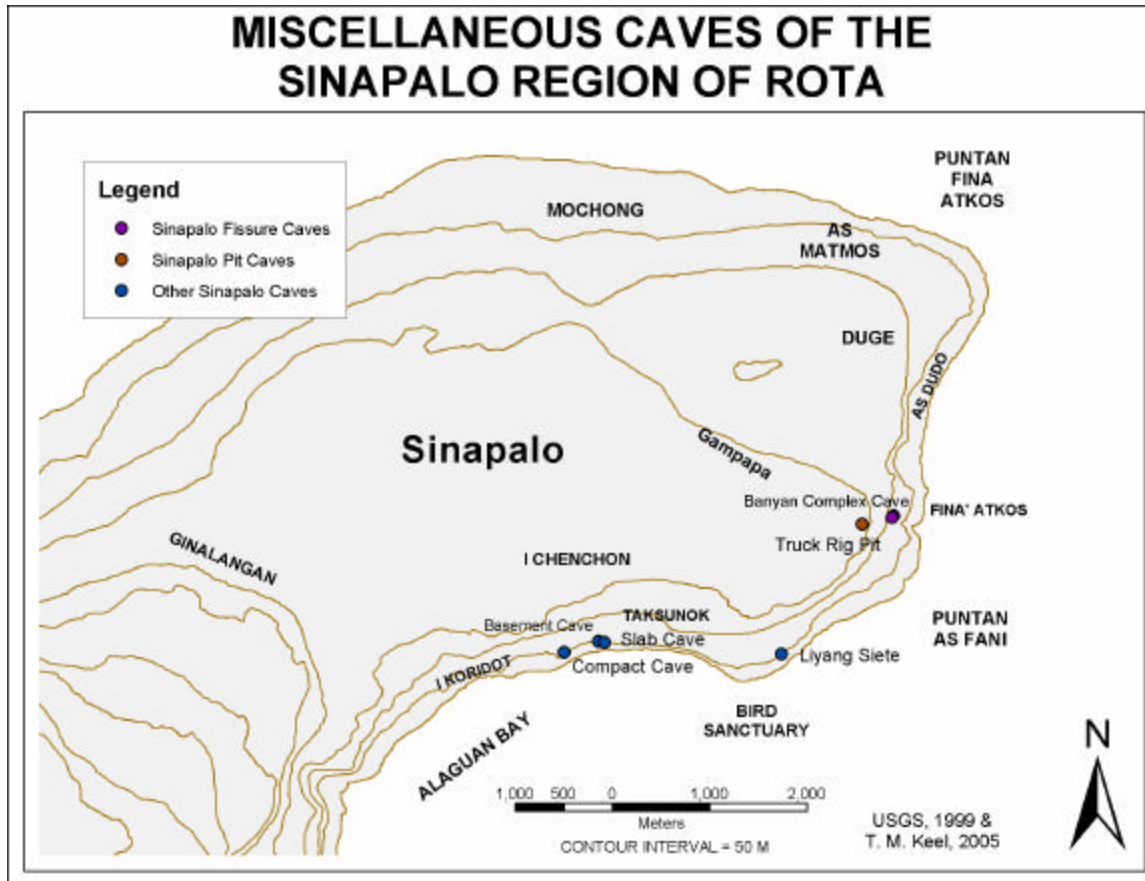 MISCELLANEOUS CAVES OF THE
SINAPALO REGION OF ROTA
Legend
Sinapalo Fissure Caves
Sinapalo Pit Caves
Other Sinapalo Caves
PUNTAN
FINA
ATKOS
MOCHONG
AS
MATMOS
DUGE
AS DUDO
Sinapalo
Gampapa
Banyan Complex Cave
FINA' ATKOS
Truck Rig Pit
GINALANGAN
I CHENCHON
TAKSUNOK
PUNTAN
AS FANI
Basement Cave
Slab Cave
Liyang Siete
Compact Cave
I KORIDOT
BIRD
SANCTUARY
ALAGUAN BAY
N
1,000 500 0 1,000 2,000
Meters
CONTOUR INTERVAL = 50 M
USGS, 1999 &
T. M. Keel, 2005